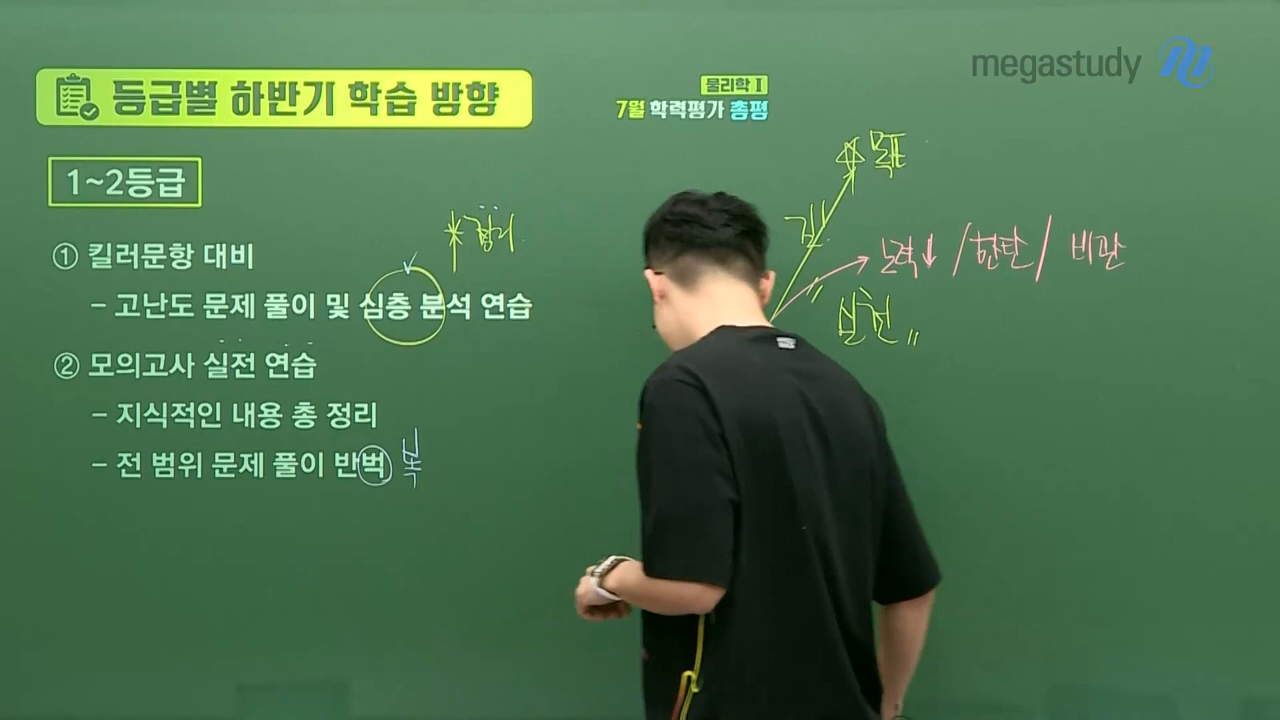 megastudy
등급별 하반기 학습 방향
물리학 I
7월 학력평가 총평
1~2등급
① 킬러문항 대비
- 고난도 문제 풀이 및 심층 분석 연습
② 모의고사 실전 연습
- 지식적인 내용 총 정리
- 전 범위 문제 풀이 반벅 복
목표
길
노력↓ / 한탄 / 비관
실천